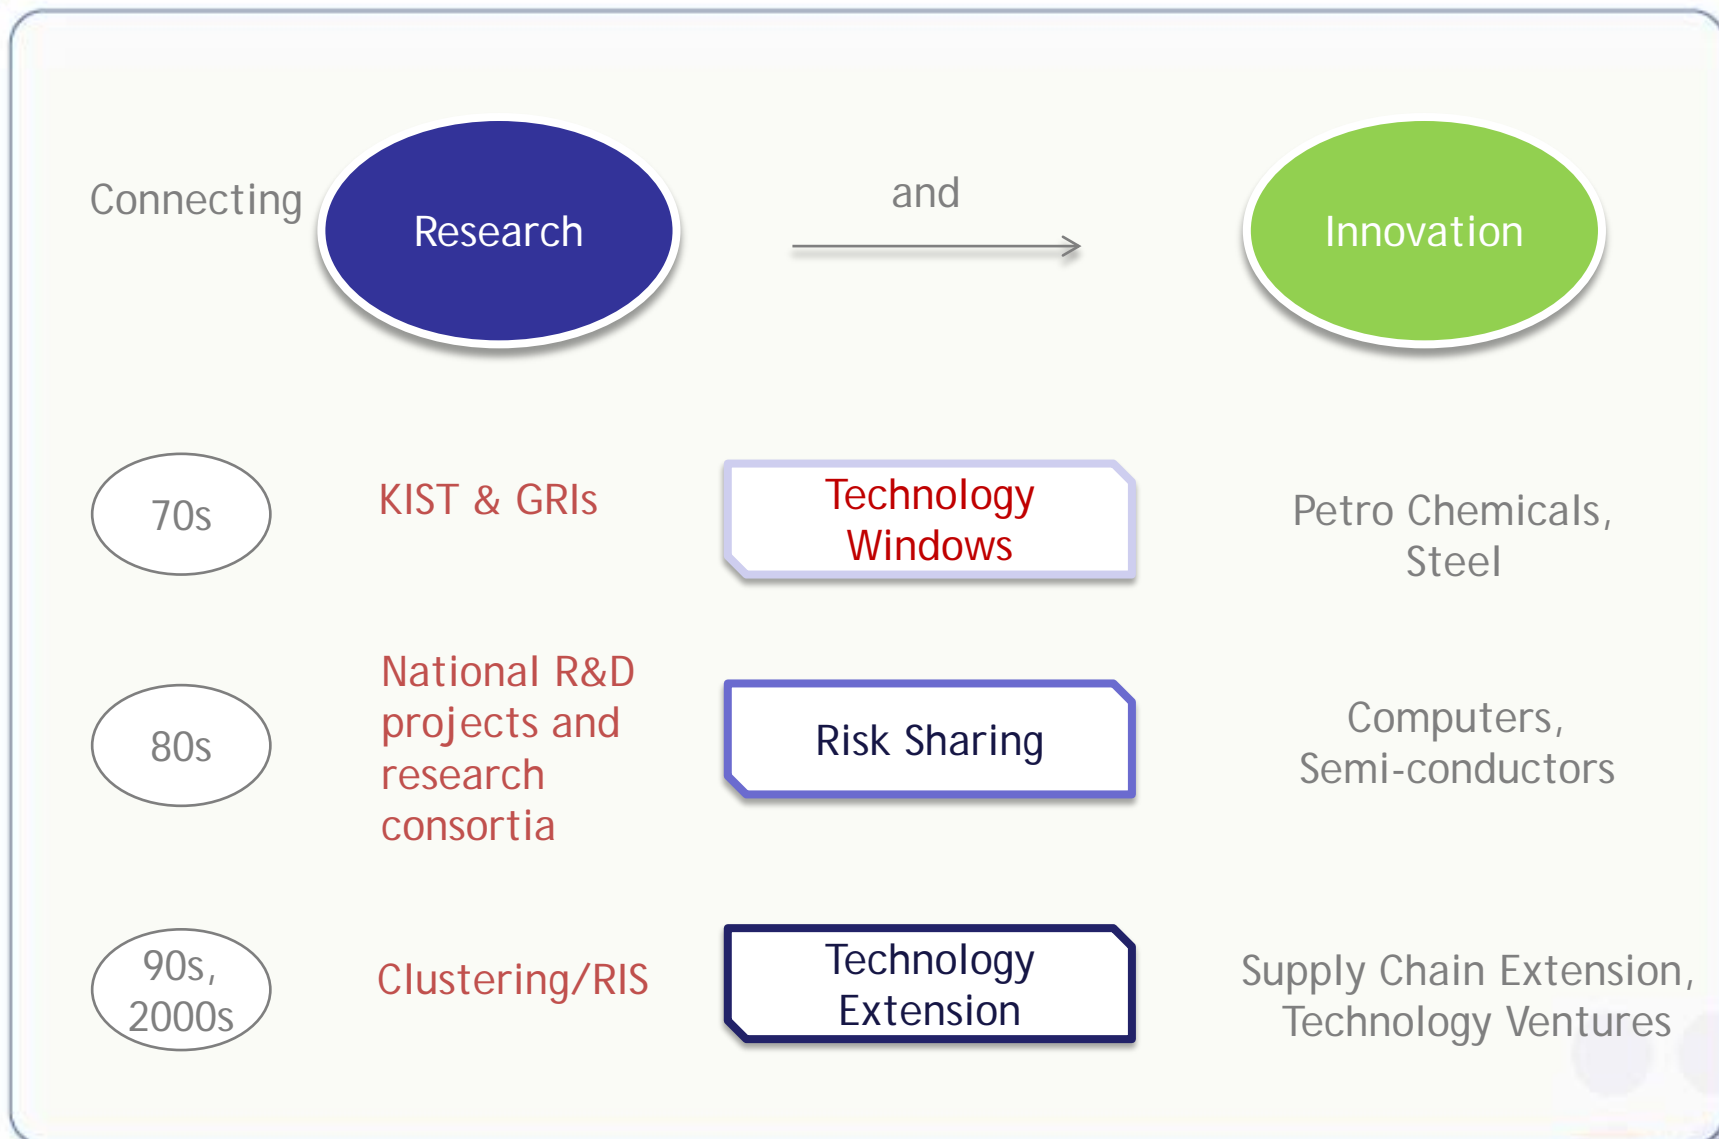 Connecting
Research
and
Innovation
70s
KIST & GRIs
Technology
Windows
Petro Chemicals,
Steel
80s
National R&D
projects and
research
consortia
Risk Sharing
Computers,
Semi-conductors
90s,
2000s
Clustering/RIS
Technology
Extension
Supply Chain Extension,
Technology Ventures